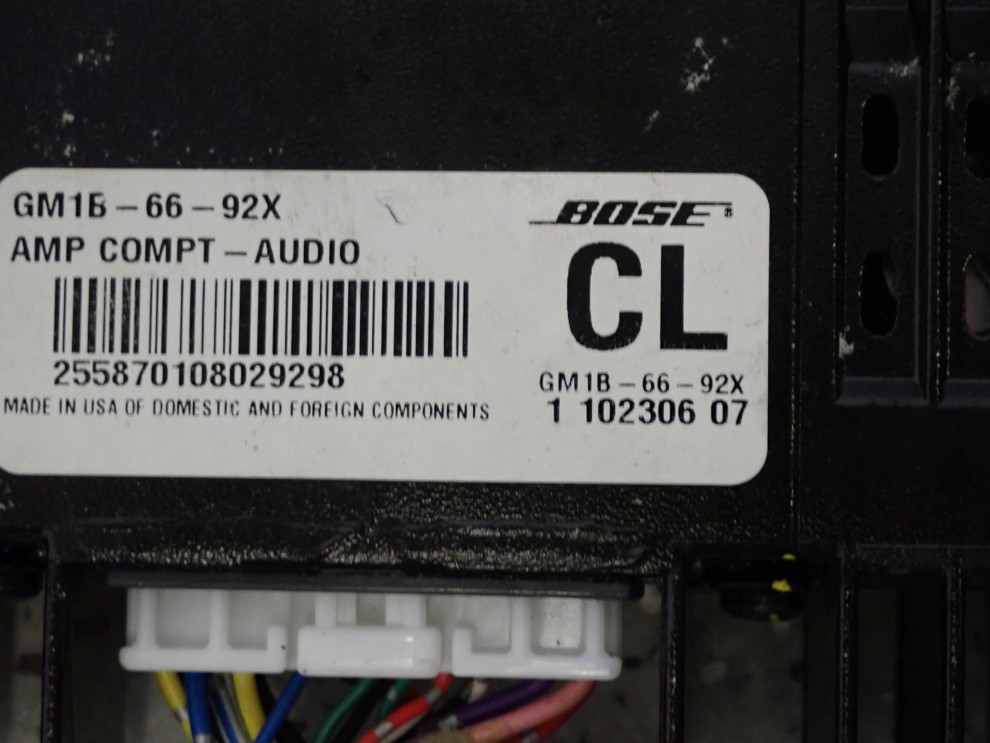 GM1B-66-92X
AMP COMPT-AUDIO
255870108029298
MADE IN USA OF DOMESTIC AND FOREIGN COMPONENTS
BOSE®
CL
GM1B-66-92X
1 102306 07